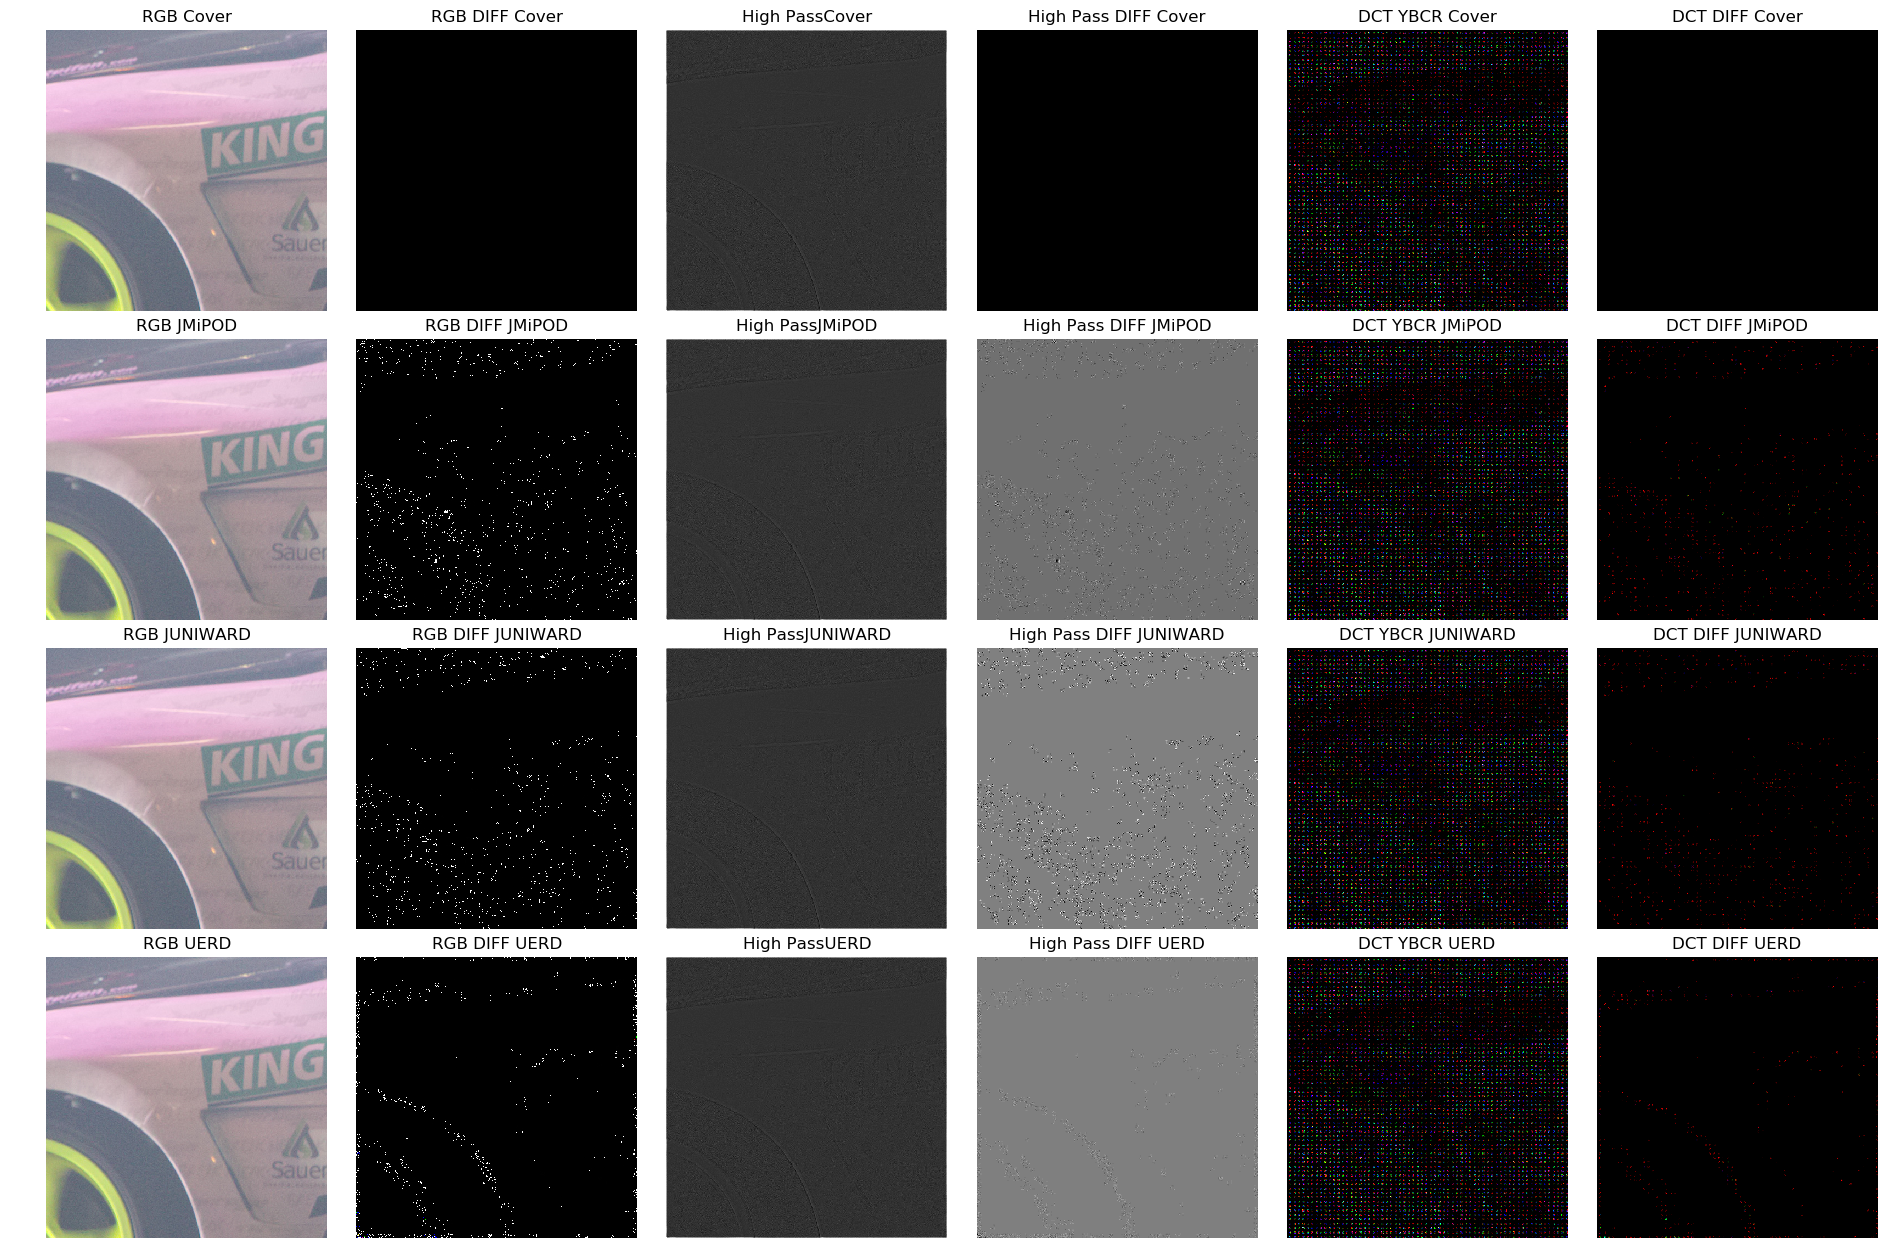 RGB Cover RGB DIFF Cover High PassCover High Pass DIFF Cover DCT YBCR Cover DCT DIFF Cover
KING
Sauer
RGB JMiPOD RGB DIFF JMiPOD High PassJMiPOD High Pass DIFF JMiPOD DCT YBCR JMiPOD DCT DIFF JMiPOD
KING
Sauer
RGB JUNIWARD RGB DIFF JUNIWARD High PassJUNIWARD High Pass DIFF JUNIWARD DCT YBCR JUNIWARD DCT DIFF JUNIWARD
KING
Sauer
RGB UERD RGB DIFF UERD High PassUERD High Pass DIFF UERD DCT YBCR UERD DCT DIFF UERD
KING
Sauer